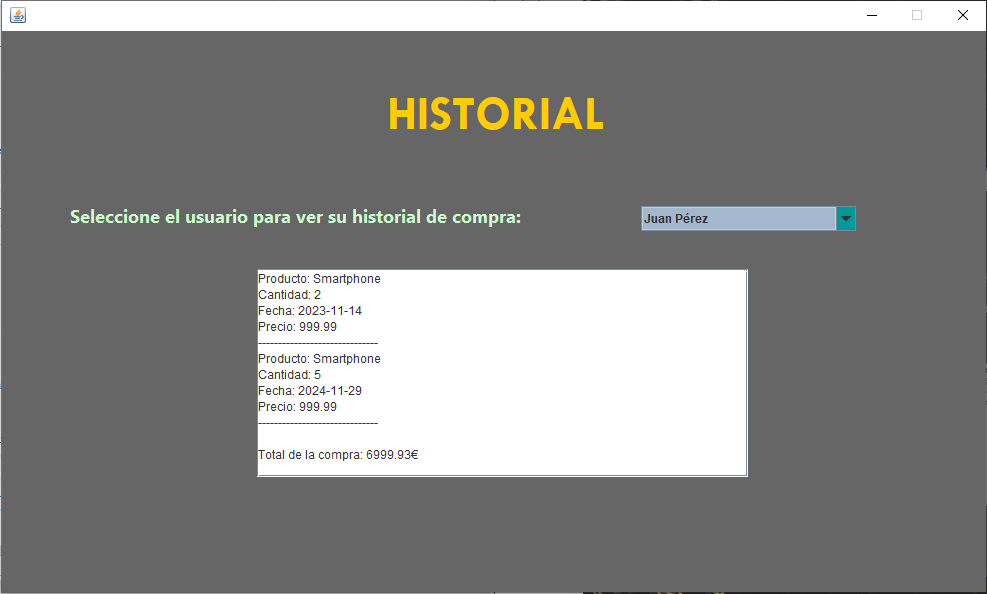 HISTORIAL
Seleccione el usuario para ver su historial de compra:
Juan Pérez
Producto: Smartphone
Cantidad: 2
Fecha: 2023-11-14
Precio: 999.99
------------------------------
Producto: Smartphone
Cantidad: 5
Fecha: 2024-11-29
Precio: 999.99
------------------------------
Total de la compra: 6999.93€